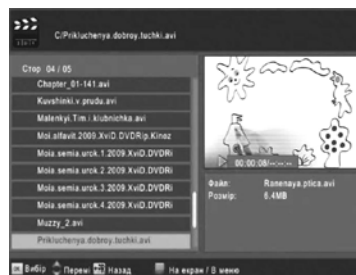 C/Prikluchenya.dobroy.tuchki.avi
Стор 04 / 05
Chapter_01-141.avi
Kuvshinki.v.prudu.avi
Malenkyi.Tim.i.klubnichka.avi
Moi.alfavit.2009.XviD.DVDRip.Kinoz
Moia.semia.urok.1.2009.XviD.DVDRi
Moia.semia.urok.2.2009.XviD.DVDRi
Moia.semia.urok.3.2009.XviD.DVDRi
Moia.semia.urok.4.2009.XviD.DVDRi
Muzzy_2.avi
Prikluchenya.dobroy.tuchki.avi
00:00:08/--:--:--
Файл: Ranenaya.ptica.avi
Розмір: 6.4MB
Вибір Переміс Назад На екран / В меню